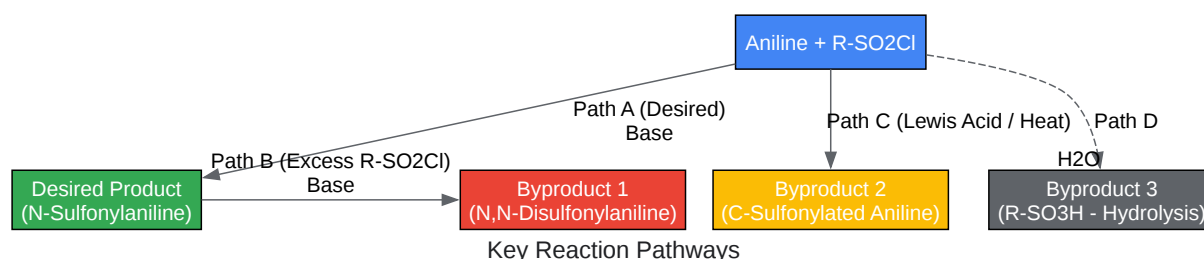 Aniline + R-SO2Cl
Path A (Desired)
Base
Path C (Lewis Acid / Heat)
Path D
H2O
Path B (Excess R-SO2Cl)
Base
Desired Product
(N-Sulfonylaniline)
Byproduct 1
(N,N-Disulfonylaniline)
Byproduct 2
(C-Sulfonylated Aniline)
Byproduct 3
(R-SO3H - Hydrolysis)
Key Reaction Pathways